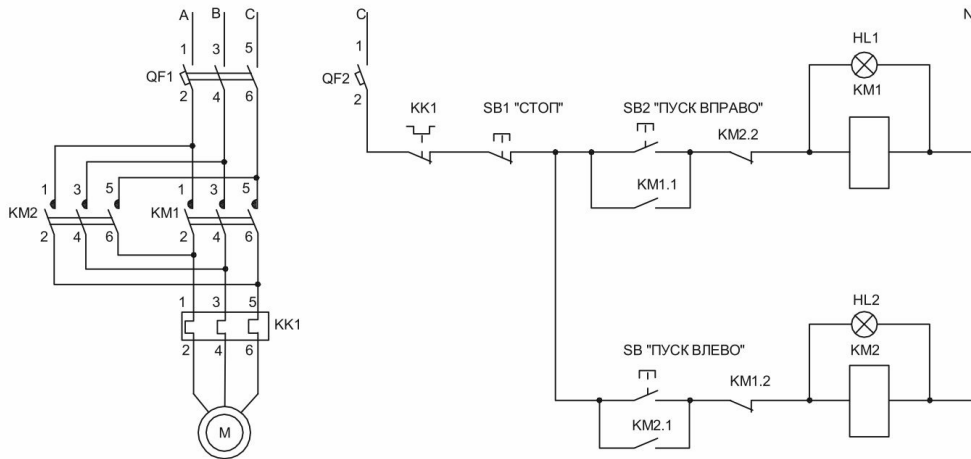 A B C
1 3 5
QF1
2 4 6
1 3 5 1 3 5
KM2 KM1
2 4 6 2 4 6
1 3 5
KK1
2 4 6
M
C N
1
QF2
2
KK1
SB1 "СТОП"
SB2 "ПУСК ВПРАВО"
KM2.2
HL1
KM1
KM1.1
SB "ПУСК ВЛЕВО"
KM1.2
HL2
KM2
KM2.1